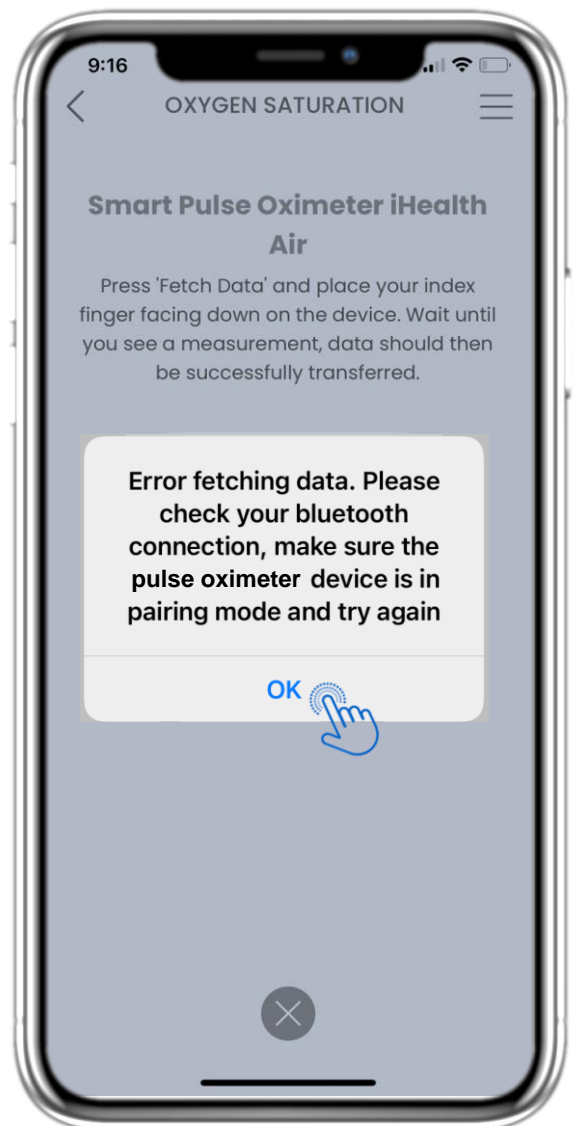 9:16
OXYGEN SATURATION
Smart Pulse Oximeter iHealth
Air
Press 'Fetch Data' and place your index
finger facing down on the device. Wait until
you see a measurement, data should then
be successfully transferred.
Error fetching data. Please
check your bluetooth
connection, make sure the
pulse oximeter device is in
pairing mode and try again
OK